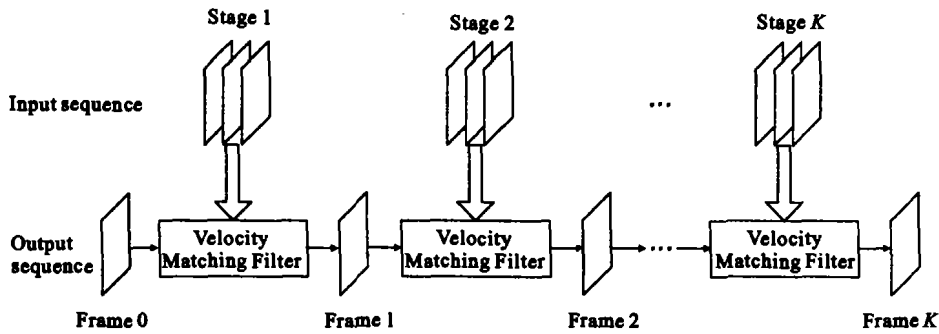 Stage 1
Stage 2
Stage K
Input sequence
...
Output
sequence
Velocity
Matching Filter
Velocity
Matching Filter
...
Velocity
Matching Filter
Frame 0
Frame 1
Frame 2
Frame K